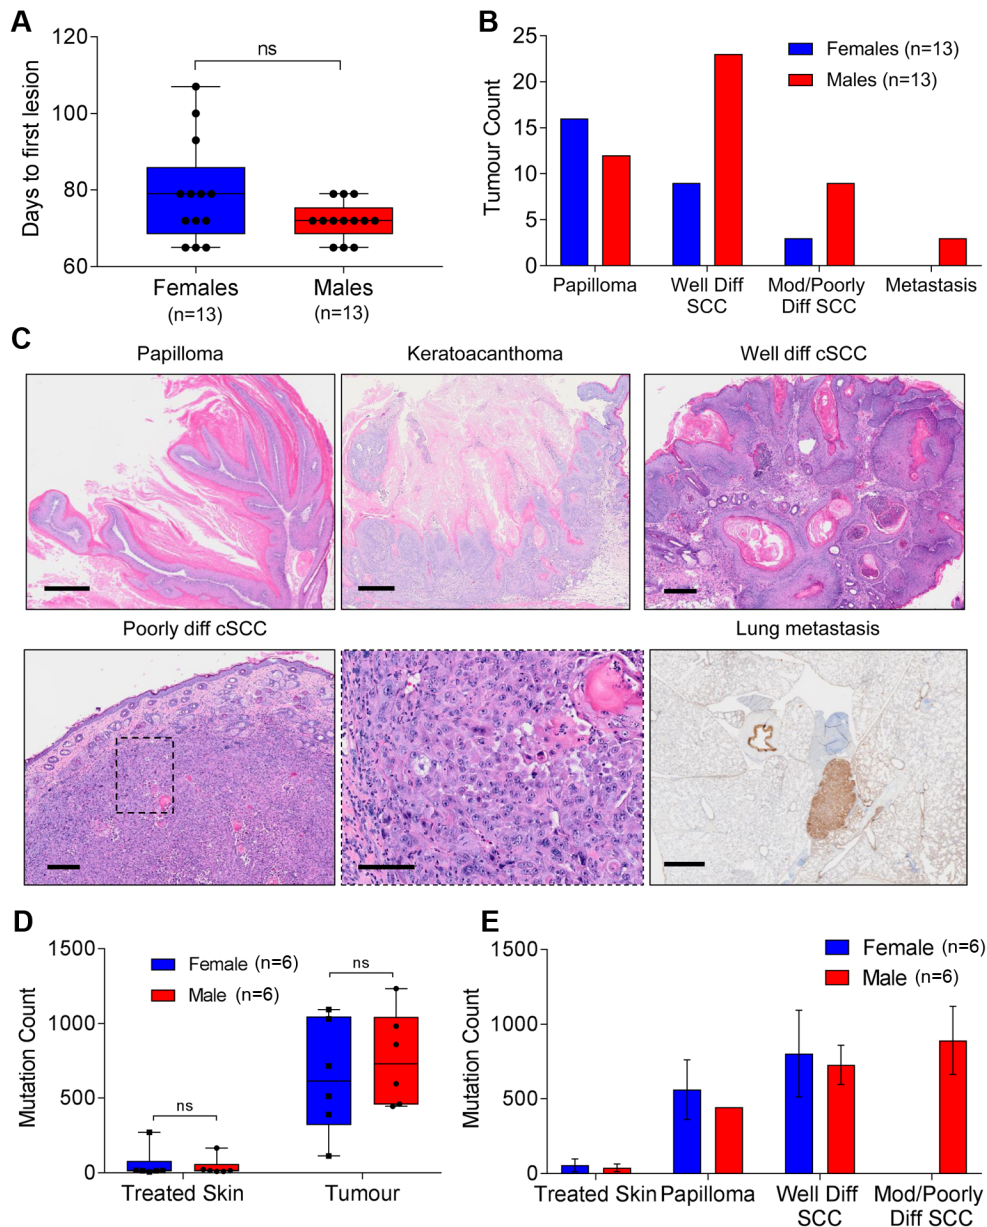 A
120
100
80
60
Days to first lesion
ns
Females
(n=13)
Males
(n=13)
B
25
20
15
10
5
0
Tumour Count
Females (n=13)
Males (n=13)
Papilloma
Well Diff
SCC
Mod/Poorly
Diff SCC
Metastasis
C
Papilloma
Keratoacanthoma
Well diff cSCC
Poorly diff cSCC
Lung metastasis
D
1500
1000
500
0
Mutation Count
Female (n=6)
Male (n=6)
ns
ns
Treated Skin
Tumour
E
1500
1000
500
0
Mutation Count
Female (n=6)
Male (n=6)
Treated Skin
Papilloma
Well Diff
SCC
Mod/Poorly
Diff SCC